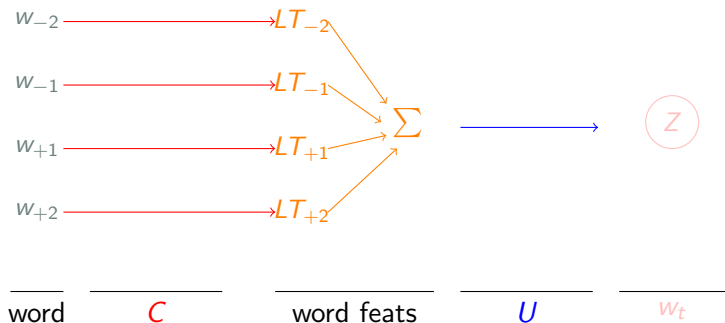 w₋₂ LT₋₂
w₋₁ LT₋₁
∑ Z
w₊₁ LT₊₁
w₊₂ LT₊₂
word C word feats U wₜ